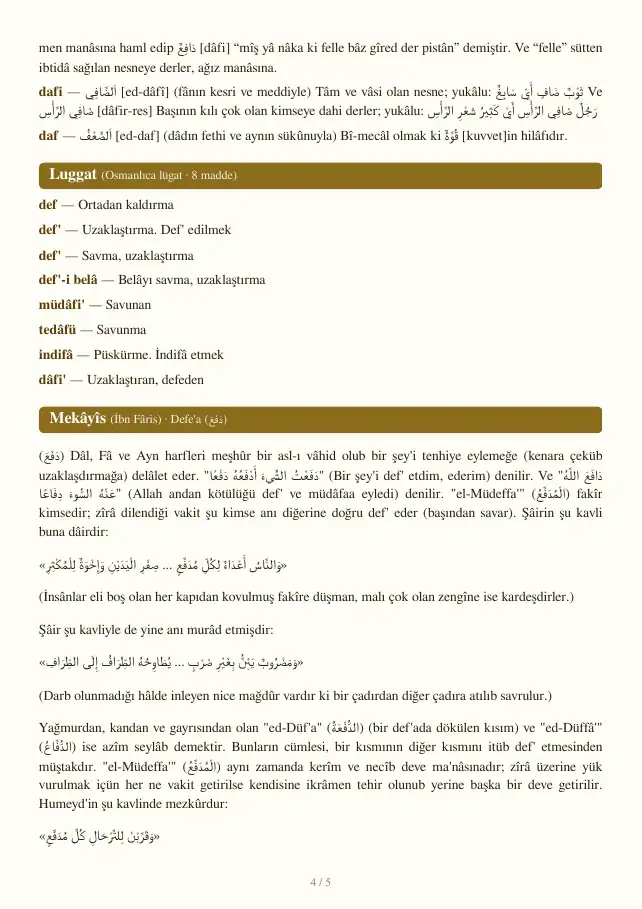 men manâsına haml edip دَافِعٌ [dâfi] “mîş yâ nâka ki felle bâz gîred der pistân” demiştir. Ve “felle” sütten
ibtidâ sağılan nesneye derler, ağız manâsına.
dafi — اَلضَّافِي [ed-dâfî] (fânın kesri ve meddiyle) Tâm ve vâsi olan nesne; yukâlu: ثَوْبٌ ضَافٍ أَيْ سَابِغٌ Ve
ضَافِي الرَّأْسِ [dâfir-res] Başının kılı çok olan kimseye dahi derler; yukâlu: رَجُلٌ ضَافِي الرَّأْسِ أَيْ كَثِيرُ شَعْرِ الرَّأْسِ
daf — اَلضَّعْفُ [ed-daf] (dâdın fethi ve aynın sükûnuyla) Bî-mecâl olmak ki قُوَّةٌ [kuvvet]in hilâfıdır.
Luggat (Osmanlıca lügat · 8 madde)
def — Ortadan kaldırma
def' — Uzaklaştırma. Def' edilmek
def' — Savma, uzaklaştırma
def'-i belâ — Belâyı savma, uzaklaştırma
müdâfi' — Savunan
tedâfü — Savunma
indifâ — Püskürme. İndifâ etmek
dâfi' — Uzaklaştıran, defeden
Mekâyîs (İbn Fâris) · Defe'a (دَفَعَ)
(دَفَعَ) Dâl, Fâ ve Ayn harfleri meşhûr bir asl-ı vâhid olub bir şey'i tenhiye eylemeğe (kenara çeküb
uzaklaşdırmağa) delâlet eder. "دَفَعْتُ الشَّيْءَ أَدْفَعُهُ دَفْعًا" (Bir şey'i def' etdim, ederim) denilir. Ve "دَافَعَ اللّٰهُ
عَنْهُ السُّوءَ دِفَاعًا" (Allah andan kötülüğü def' ve müdâfaa eyledi) denilir. "el-Müdeffa'" (الْمُدَفَّعُ) fakîr
kimsedir; zîrâ dilendiği vakit şu kimse anı diğerine doğru def' eder (başından savar). Şâirin şu kavli
buna dâirdir:
«وَالنَّاسُ أَعْدَاءٌ لِكُلِّ مُدَفَّعٍ ... صِفْرِ الْيَدَيْنِ وَإِخْوَةٌ لِلْمُكْثِرِ»
(İnsânlar eli boş olan her kapıdan kovulmuş fakîre düşman, malı çok olan zengîne ise kardeşdirler.)
Şâir şu kavliyle de yine anı murâd etmişdir:
«وَمَضْرُوبٌ يَئِنُّ بِغَيْرِ ضَرْبٍ ... يُطَاوِحُهُ الطِّرَافُ إِلَى الطِّرَافِ»
(Darb olunmadığı hâlde inleyen nice mağdûr vardır ki bir çadırdan diğer çadıra atılıb savrulur.)
Yağmurdan, kandan ve gayrısından olan "ed-Düf'a" (الدُّفْعَةُ) (bir def'ada dökülen kısım) ve "ed-Düffâ'"
(الدُّفَّاعُ) ise azîm seylâb demektir. Bunların cümlesi, bir kısmının diğer kısmını itüb def' etmesinden
müştakdır. "el-Müdeffa'" (الْمُدَفَّعُ) aynı zamanda kerîm ve necîb deve ma'nâsınadır; zîrâ üzerine yük
vurulmak içün her ne vakit getirilse kendisine ikrâmen tehir olunub yerine başka bir deve getirilir.
Humeyd'in şu kavlinde mezkûrdur:
«وَقَرَّبْنَ لِلتَّرْحَالِ كُلَّ مُدَفَّعٍ»
4 / 5